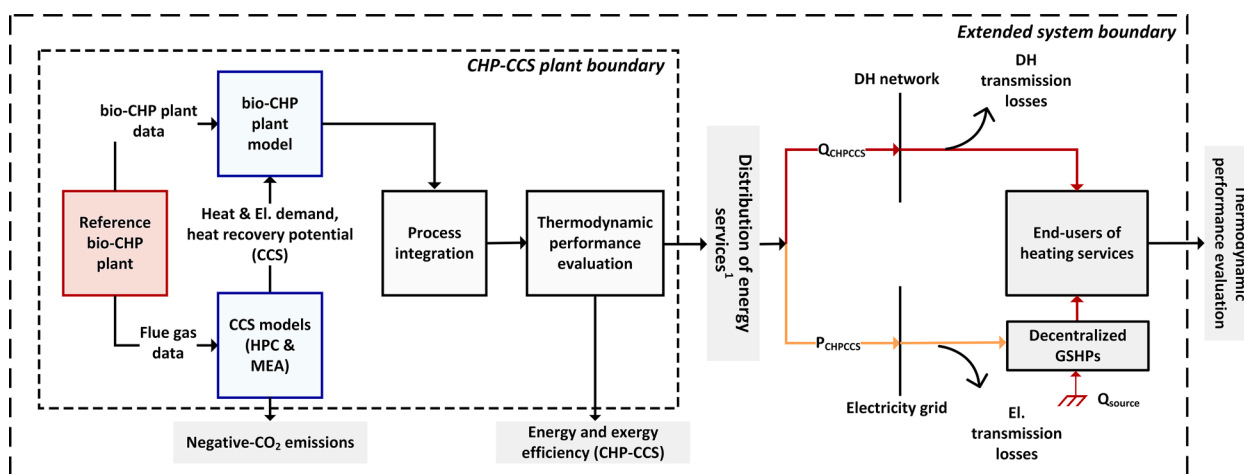 Extended system boundary
CHP-CCS plant boundary
bio-CHP plant
data
bio-CHP
plant
model
Reference
bio-CHP
plant
Heat & El. demand,
heat recovery potential
(CCS)
Flue gas
data
CCS models
(HPC &
MEA)
Process
integration
Thermodynamic
performance
evaluation
Negative-CO₂ emissions
Energy and exergy
efficiency (CHP-CCS)
Distribution of energy
services¹
DH network
DH
transmission
losses
Q_CHPCCS
P_CHPCCS
End-users of
heating services
Decentralized
GSHPs
Q_source
Electricity grid
El.
transmission
losses
Thermodynamic
performance evaluation